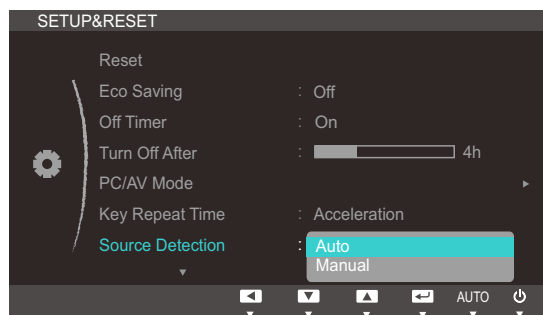 SETUP&RESET
Reset
Eco Saving : Off
Off Timer : On
Turn Off After : 4h
PC/AV Mode
Key Repeat Time : Acceleration
Source Detection : Auto
Manual
AUTO